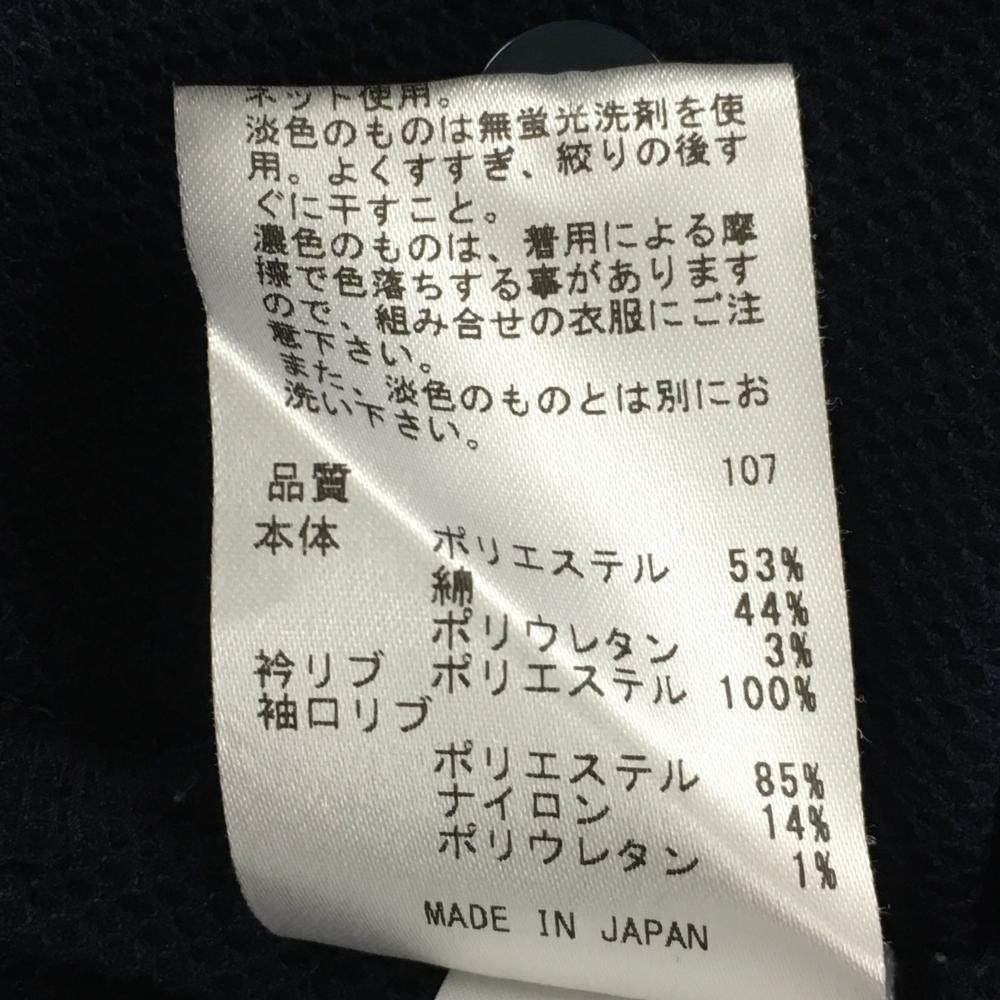 ネット使用。
淡色のものは無蛍光洗剤を使
用。よくすすぎ、絞りの後す
ぐに干すこと。
濃色のものは、着用による摩
擦で色落ちする事があります
ので、組み合せの衣服にご注
意下さい。
また、淡色のものとは別にお
洗い下さい。
107
品質
本体 ポリエステル 53%
綿 44%
ポリウレタン 3%
衿リブ ポリエステル 100%
袖口リブ
ポリエステル 85%
ナイロン 14%
ポリウレタン 1%
MADE IN JAPAN